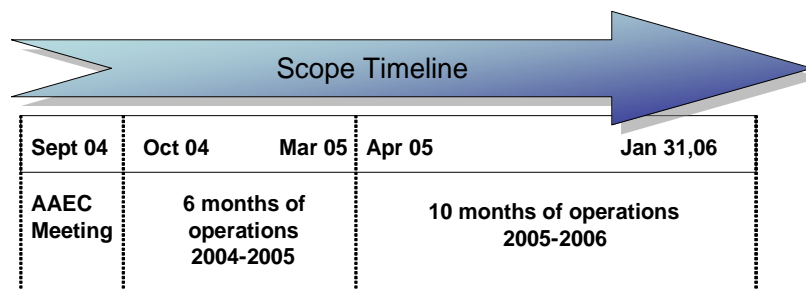 Scope Timeline
Sept 04 Oct 04 Mar 05 Apr 05 Jan 31,06
AAEC
Meeting
6 months of
operations
2004-2005
10 months of operations
2005-2006